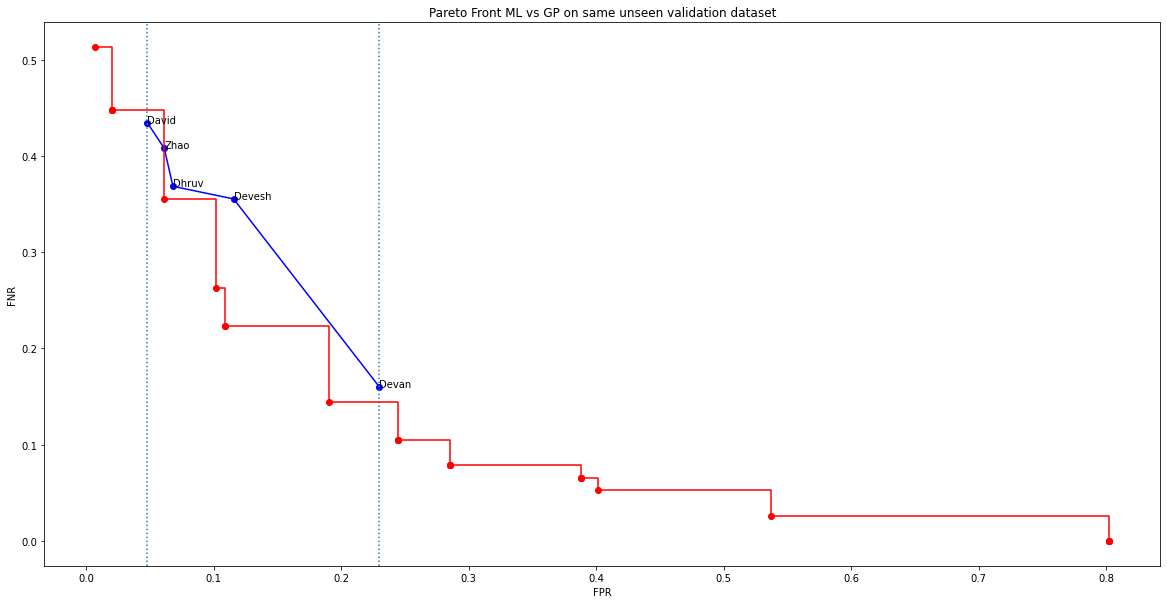 Pareto Front ML vs GP on same unseen validation dataset
0.5
0.4
0.3
0.2
0.1
0.0
FNR
David
Zhao
Dhruv
Devesh
Devan
0.0 0.1 0.2 0.3 0.4 0.5 0.6 0.7 0.8
FPR